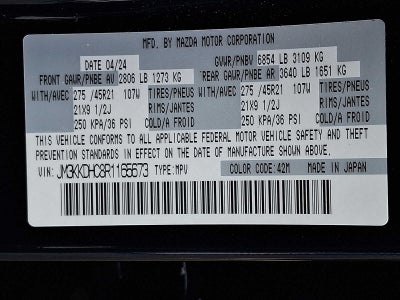 MFD. BY MAZDA MOTOR CORPORATION
DATE 04/24 GVWR/PNBV 6854 LB 3109 KG
FRONT GAWR/PNBE AV 2806 LB 1273 KG REAR GAWR/PNBE AR 3640 LB 1651 KG
WITH/AVEC 275 /45R21 107W TIRES/PNEUS WITH/AVEC 275 /45R21 107W TIRES/PNEUS
21X9 1/2J RIMS/JANTES 21X9 1/2J RIMS/JANTES
250 KPA/36 PSI COLD/A FROID 250 KPA/36 PSI COLD/A FROID
THIS VEHICLE CONFORMS TO ALL APPLICABLE FEDERAL MOTOR VEHICLE SAFETY AND THEFT
PREVENTION STANDARDS IN EFFECT ON THE DATE OF MANUFACTURE SHOWN ABOVE.
VIN: JM3KKDHC8R1165673 TYPE: MPV COLOR CODE: 42M MADE IN JAPAN